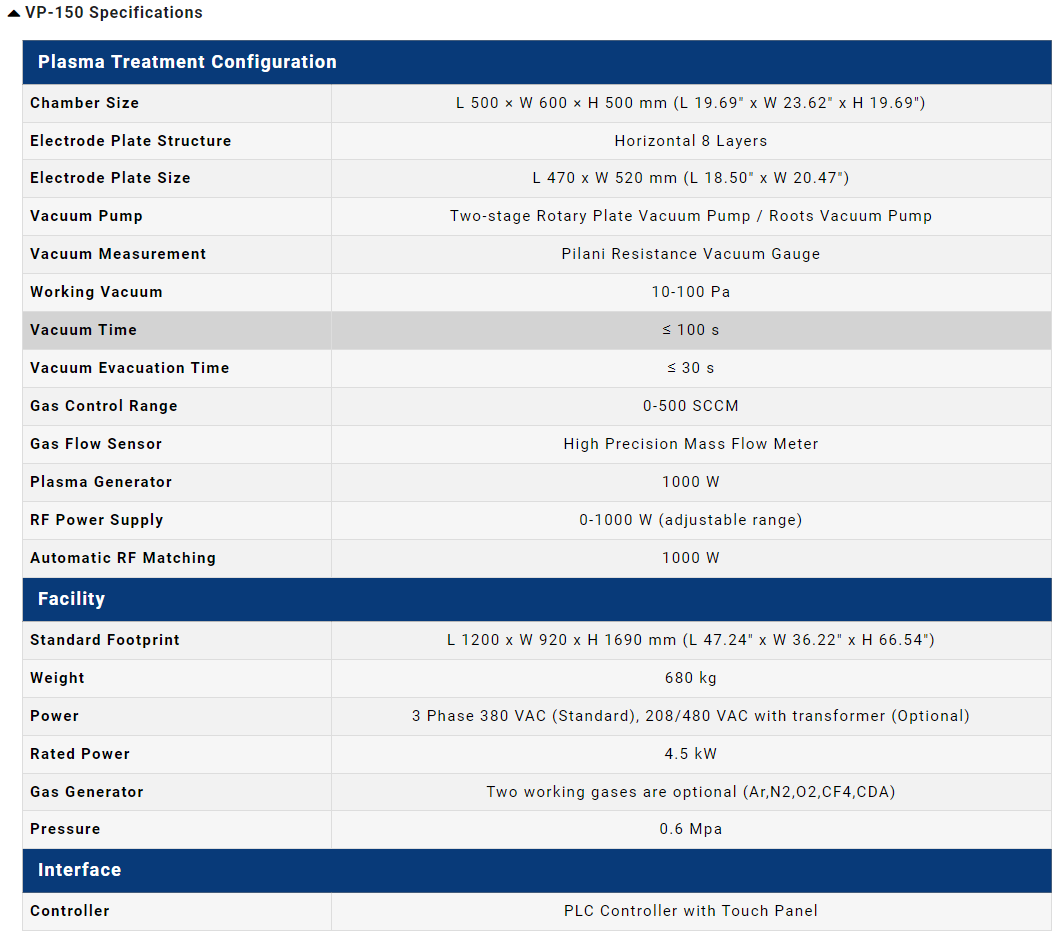 VP-150 Specifications
Plasma Treatment Configuration
Chamber Size L 500 × W 600 × H 500 mm (L 19.69" x W 23.62" x H 19.69")
Electrode Plate Structure Horizontal 8 Layers
Electrode Plate Size L 470 x W 520 mm (L 18.50" x W 20.47")
Vacuum Pump Two-stage Rotary Plate Vacuum Pump / Roots Vacuum Pump
Vacuum Measurement Pilani Resistance Vacuum Gauge
Working Vacuum 10-100 Pa
Vacuum Time ≤ 100 s
Vacuum Evacuation Time ≤ 30 s
Gas Control Range 0-500 SCCM
Gas Flow Sensor High Precision Mass Flow Meter
Plasma Generator 1000 W
RF Power Supply 0-1000 W (adjustable range)
Automatic RF Matching 1000 W
Facility
Standard Footprint L 1200 x W 920 x H 1690 mm (L 47.24" x W 36.22" x H 66.54")
Weight 680 kg
Power 3 Phase 380 VAC (Standard), 208/480 VAC with transformer (Optional)
Rated Power 4.5 kW
Gas Generator Two working gases are optional (Ar,N2,O2,CF4,CDA)
Pressure 0.6 Mpa
Interface
Controller PLC Controller with Touch Panel